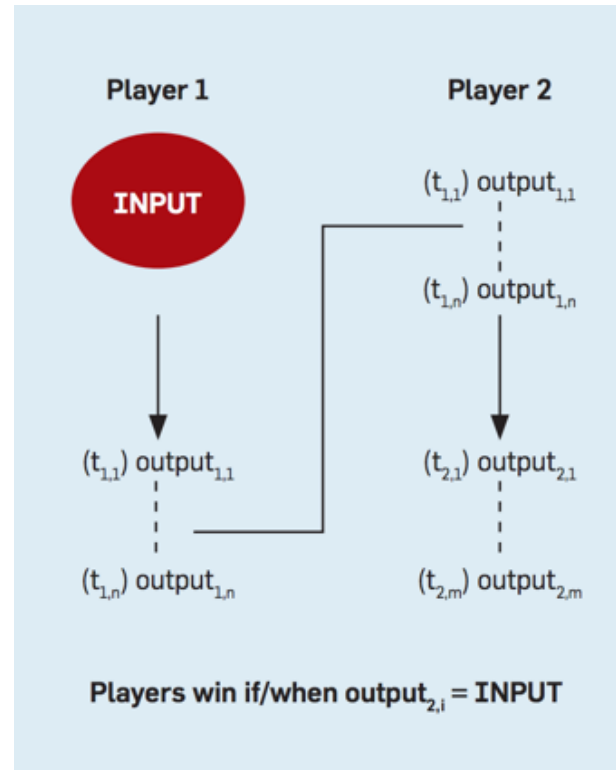 Player 1
INPUT
(t1,1) output1,1
(t1,n) output1,n
Player 2
(t1,1) output1,1
(t1,n) output1,n
(t2,1) output2,1
(t2,m) output2,m
Players win if/when output2,i = INPUT